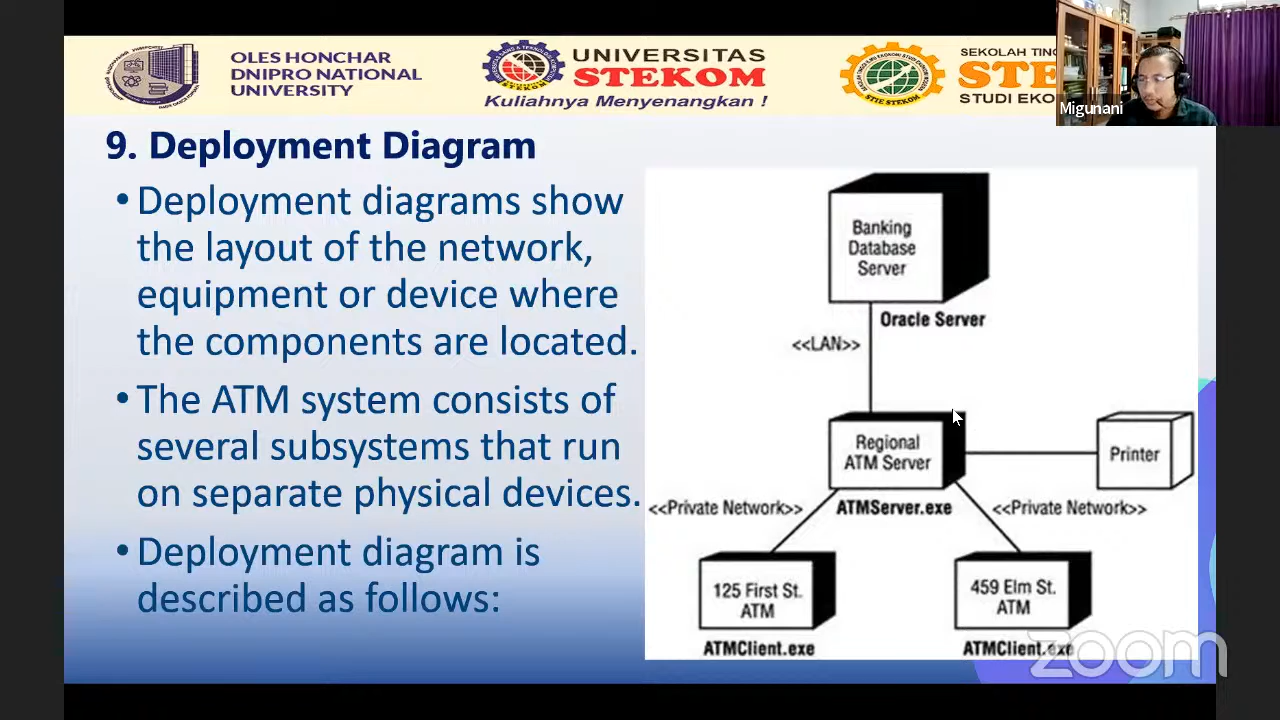 OLES HONCHAR
DNIPRO NATIONAL
UNIVERSITY
UNIVERSITAS
STEKOM
Kuliahnya Menyenangkan !
STIE STEKOM
SEKOLAH TING
STE
STUDI EKO
Migunani
9. Deployment Diagram
• Deployment diagrams show
the layout of the network,
equipment or device where
the components are located.
• The ATM system consists of
several subsystems that run
on separate physical devices.
• Deployment diagram is
described as follows:
Banking
Database
Server
Oracle Server
<<LAN>>
Regional
ATM Server
Printer
ATMServer.exe
<<Private Network>>
<<Private Network>>
125 First St.
ATM
ATMClient.exe
459 Elm St.
ATM
ATMClient.exe
zoom